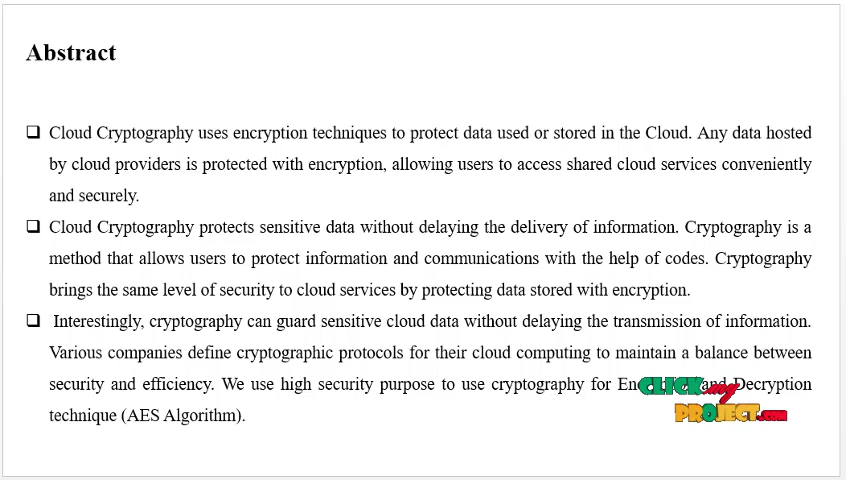 Abstract
❑ Cloud Cryptography uses encryption techniques to protect data used or stored in the Cloud. Any data hosted
by cloud providers is protected with encryption, allowing users to access shared cloud services conveniently
and securely.
❑ Cloud Cryptography protects sensitive data without delaying the delivery of information. Cryptography is a
method that allows users to protect information and communications with the help of codes. Cryptography
brings the same level of security to cloud services by protecting data stored with encryption.
❑ Interestingly, cryptography can guard sensitive cloud data without delaying the transmission of information.
Various companies define cryptographic protocols for their cloud computing to maintain a balance between
security and efficiency. We use high security purpose to use cryptography for and Decryption
technique (AES Algorithm).
CLICK my
PROJECT.com